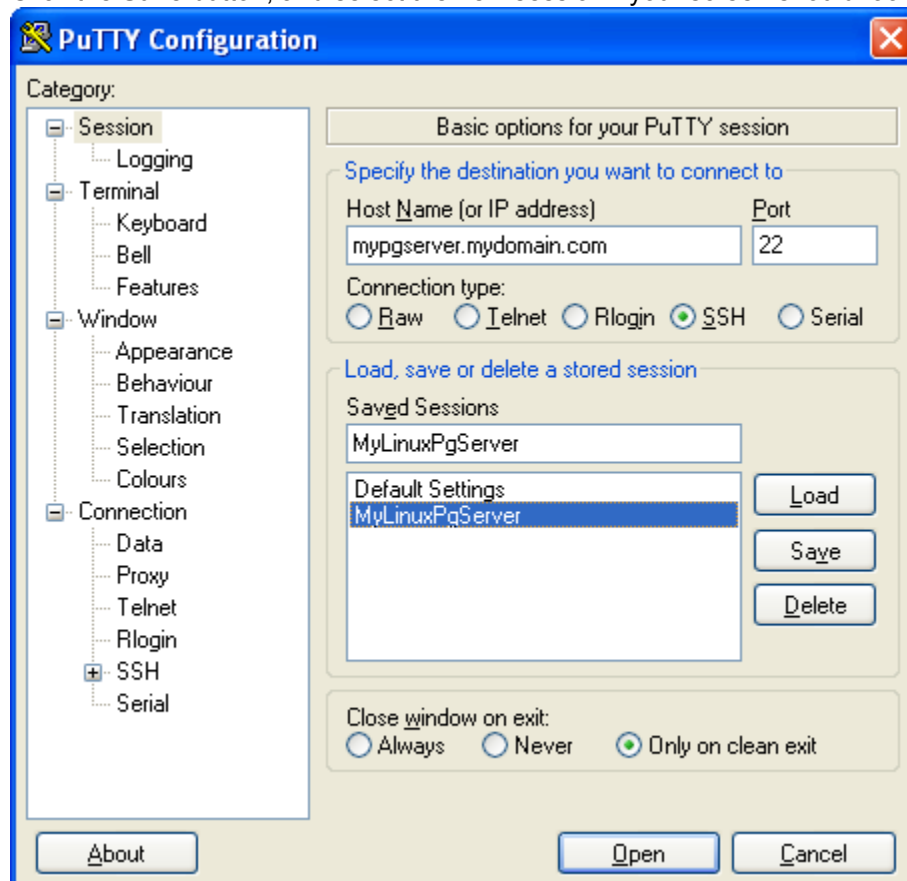 PuTTY Configuration
Category:
Session
Logging
Terminal
Keyboard
Bell
Features
Window
Appearance
Behaviour
Translation
Selection
Colours
Connection
Data
Proxy
Telnet
Rlogin
SSH
Serial
Basic options for your PuTTY session
Specify the destination you want to connect to
Host Name (or IP address) Port
mypgserver.mydomain.com 22
Connection type:
Raw Telnet Rlogin SSH Serial
Load, save or delete a stored session
Saved Sessions
MyLinuxPgServer
Default Settings
MyLinuxPgServer
Load
Save
Delete
Close window on exit:
Always Never Only on clean exit
About Open Cancel